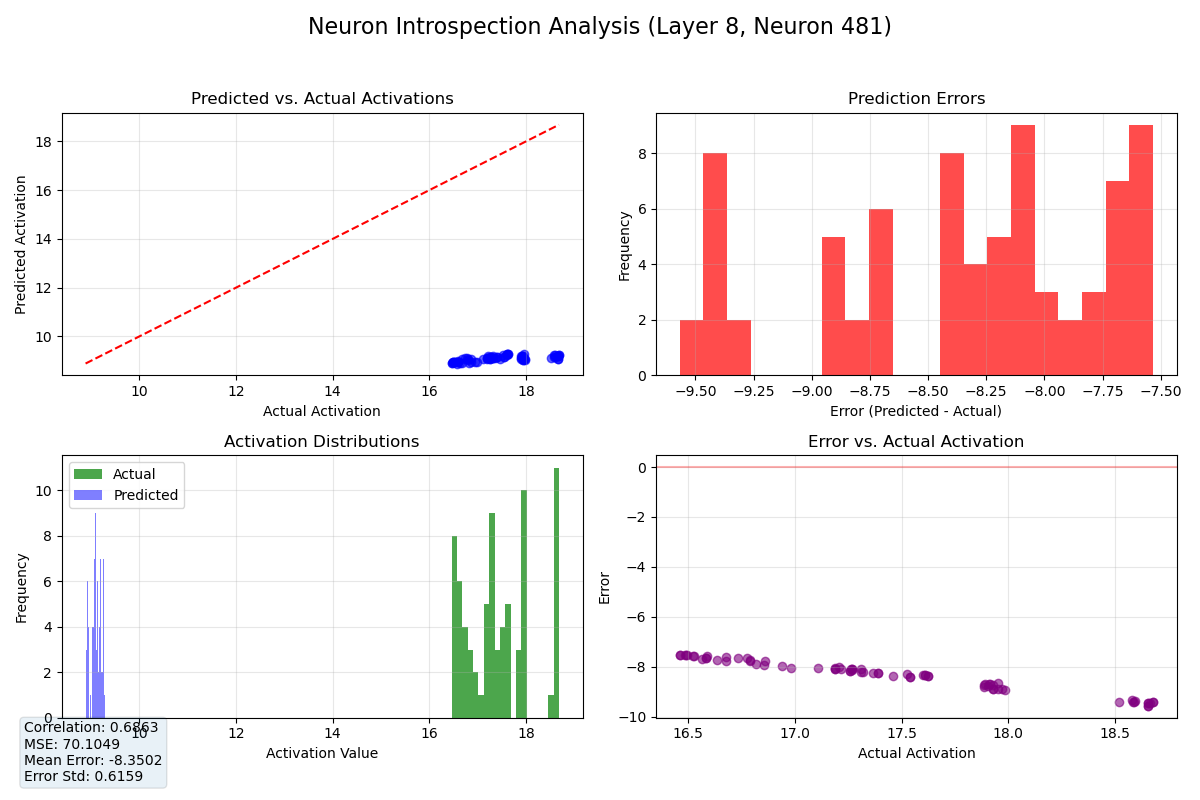 Neuron Introspection Analysis (Layer 8, Neuron 481)
Predicted vs. Actual Activations
Predicted Activation
18
16
14
12
10
10
12
14
16
18
Actual Activation
Prediction Errors
Frequency
8
6
4
2
0
−9.50
−9.25
−9.00
−8.75
−8.50
−8.25
−8.00
−7.75
−7.50
Error (Predicted - Actual)
Activation Distributions
Actual
Predicted
Frequency
10
8
6
4
2
0
10
12
14
16
18
Activation Value
Error vs. Actual Activation
Error
0
−2
−4
−6
−8
−10
16.5
17.0
17.5
18.0
18.5
Actual Activation
Correlation: 0.6863
MSE: 70.1049
Mean Error: -8.3502
Error Std: 0.6159